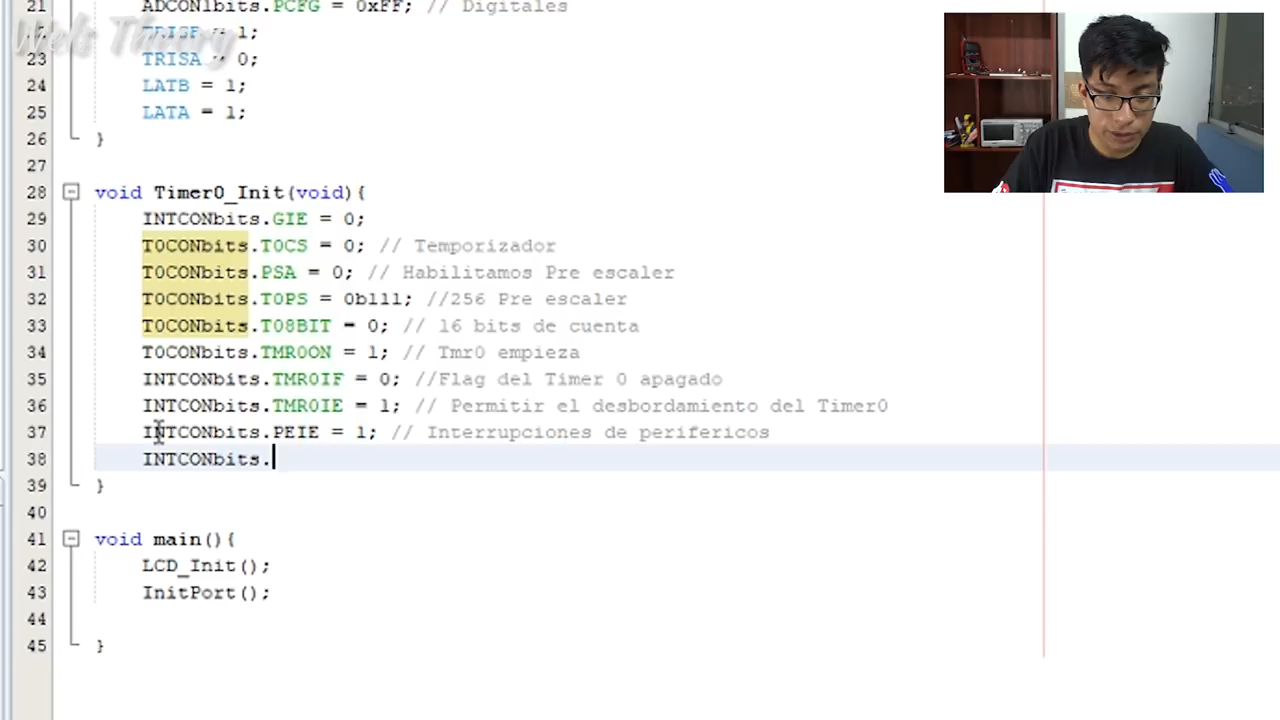 21 ADCON1bits.PCFG = 0xFF; // Digitales
Wels Theory
TRISB = 1;
23 TRISA = 0;
24 LATB = 1;
25 LATA = 1;
26 }
27
28 void Timer0_Init(void){
29 INTCONbits.GIE = 0;
30 T0CONbits.T0CS = 0; // Temporizador
31 T0CONbits.PSA = 0; // Habilitamos Pre escaler
32 T0CONbits.T0PS = 0b111; //256 Pre escaler
33 T0CONbits.T08BIT = 0; // 16 bits de cuenta
34 T0CONbits.TMR0ON = 1; // Tmr0 empieza
35 INTCONbits.TMR0IF = 0; //Flag del Timer 0 apagado
36 INTCONbits.TMR0IE = 1; // Permitir el desbordamiento del Timer0
37 INTCONbits.PEIE = 1; // Interrupciones de perifericos
38 INTCONbits.
39 }
40
41 void main(){
42 LCD_Init();
43 InitPort();
44
45 }